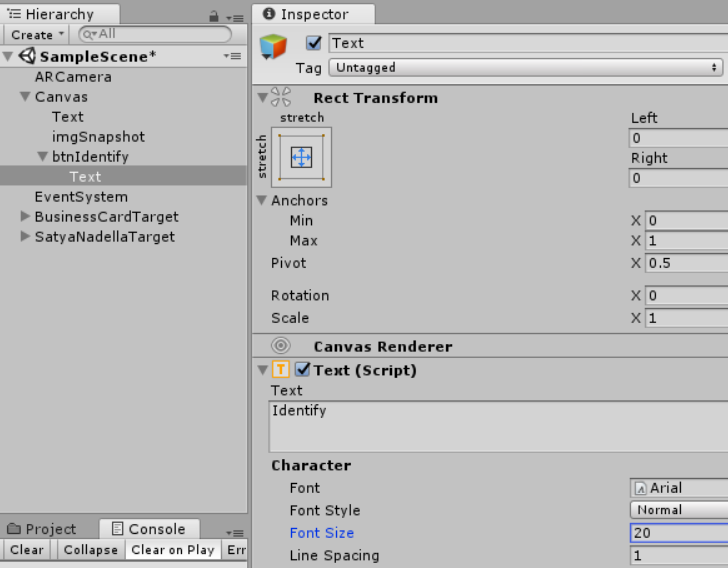 Hierarchy
Create
All
SampleScene*
ARCamera
Canvas
Text
imgSnapshot
btnIdentify
Text
EventSystem
BusinessCardTarget
SatyaNadellaTarget
Project
Console
Clear
Collapse
Clear on Play
Err
Inspector
Text
Tag
Untagged
Rect Transform
stretch
stretch
Left
0
Right
0
Anchors
Min
X 0
Max
X 1
Pivot
X 0.5
Rotation
X 0
Scale
X 1
Canvas Renderer
T Text (Script)
Text
Identify
Character
Font
Arial
Font Style
Normal
Font Size
20
Line Spacing
1